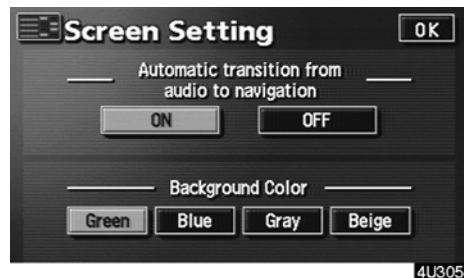 Screen Setting
OK
Automatic transition from
audio to navigation
ON OFF
Background Color
Green Blue Gray Beige
4U305